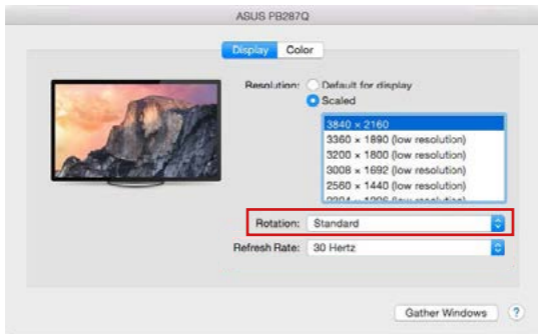 ASUS PB287Q
Display Color
Resolution: Default for display
Scaled
3840 × 2160
3360 × 1890 (low resolution)
3200 × 1800 (low resolution)
3008 × 1692 (low resolution)
2560 × 1440 (low resolution)
Rotation: Standard
Refresh Rate: 30 Hertz
Gather Windows ?